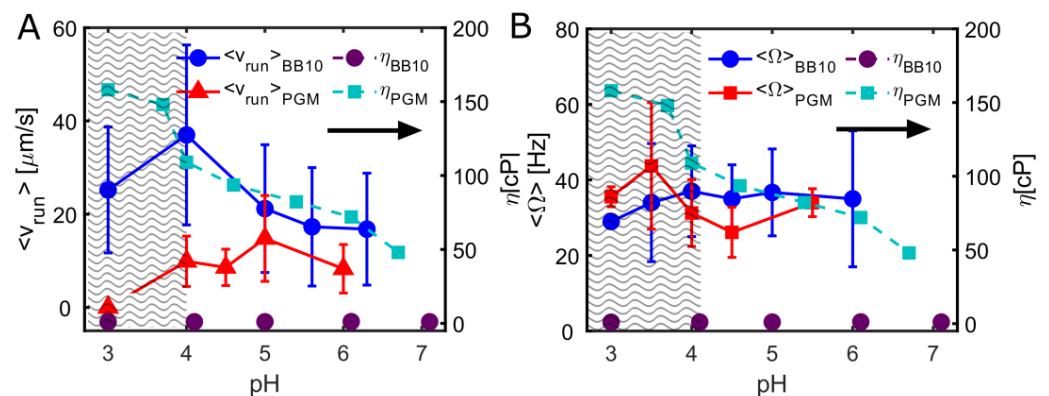 A
60
40
20
0
<v_run> [μm/s]
<v_run>_BB10
<v_run>_PGM
η_BB10
η_PGM
200
150
100
50
0
η[cP]
3 4 5 6 7
pH
B
80
60
40
20
0
<Ω> [Hz]
<Ω>_BB10
<Ω>_PGM
η_BB10
η_PGM
200
150
100
50
0
η[cP]
3 4 5 6 7
pH